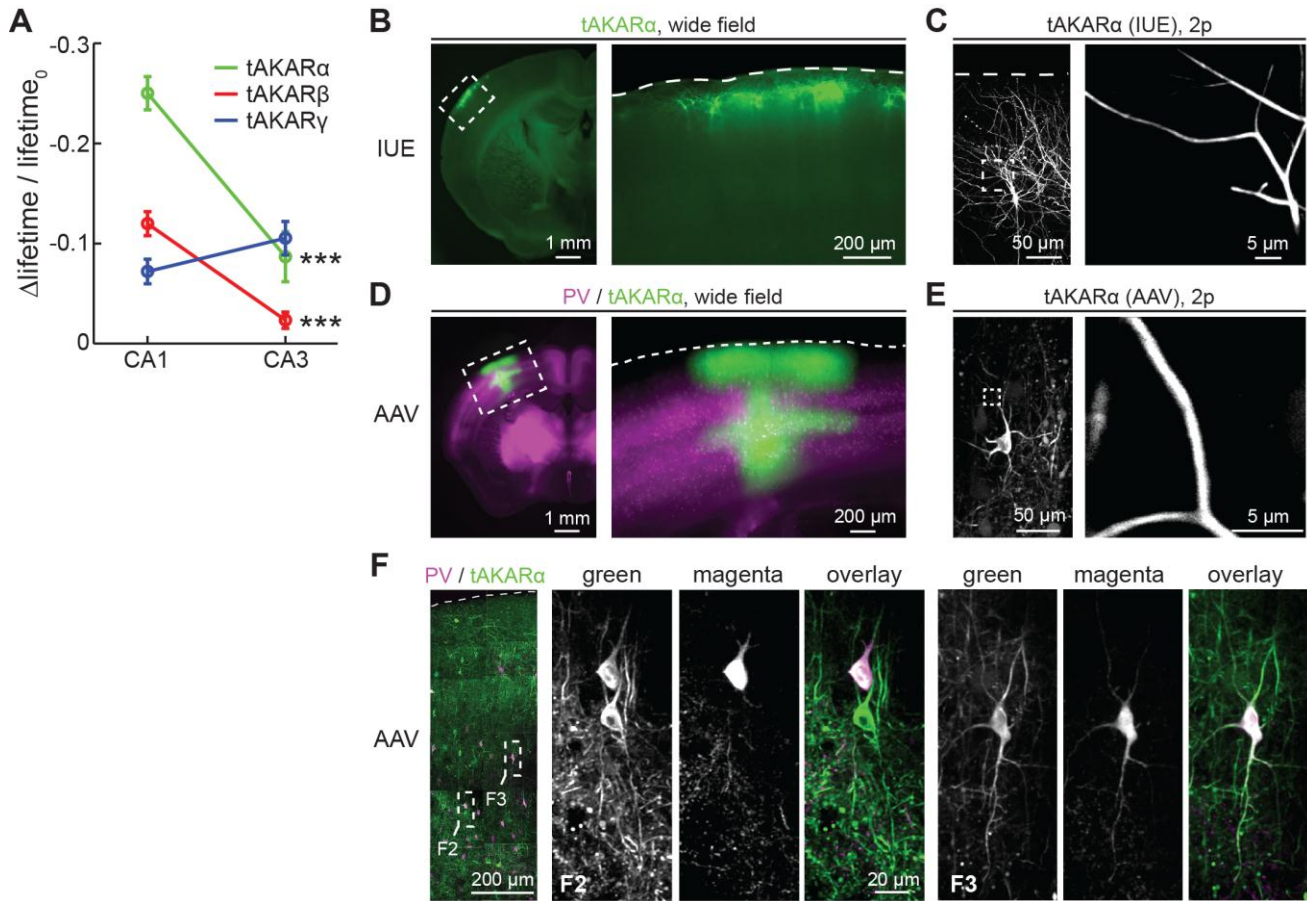 A
-0.3
-0.2
-0.1
0
Δlifetime / lifetime₀
tAKARα
tAKARβ
tAKARγ
***
***
CA1
CA3
B
tAKARα, wide field
IUE
1 mm
200 µm
C
tAKARα (IUE), 2p
50 µm
5 µm
D
PV / tAKARα, wide field
AAV
1 mm
200 µm
E
tAKARα (AAV), 2p
50 µm
5 µm
F
PV / tAKARα
green
magenta
overlay
green
magenta
overlay
AAV
F3
F2
200 µm
F2
20 µm
F3